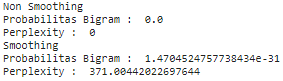 Non Smoothing
Probabilitas Bigram :  0.0
Perplexity :  0
Smoothing
Probabilitas Bigram :  1.4704524757738434e-31
Perplexity :  371.00442022697644